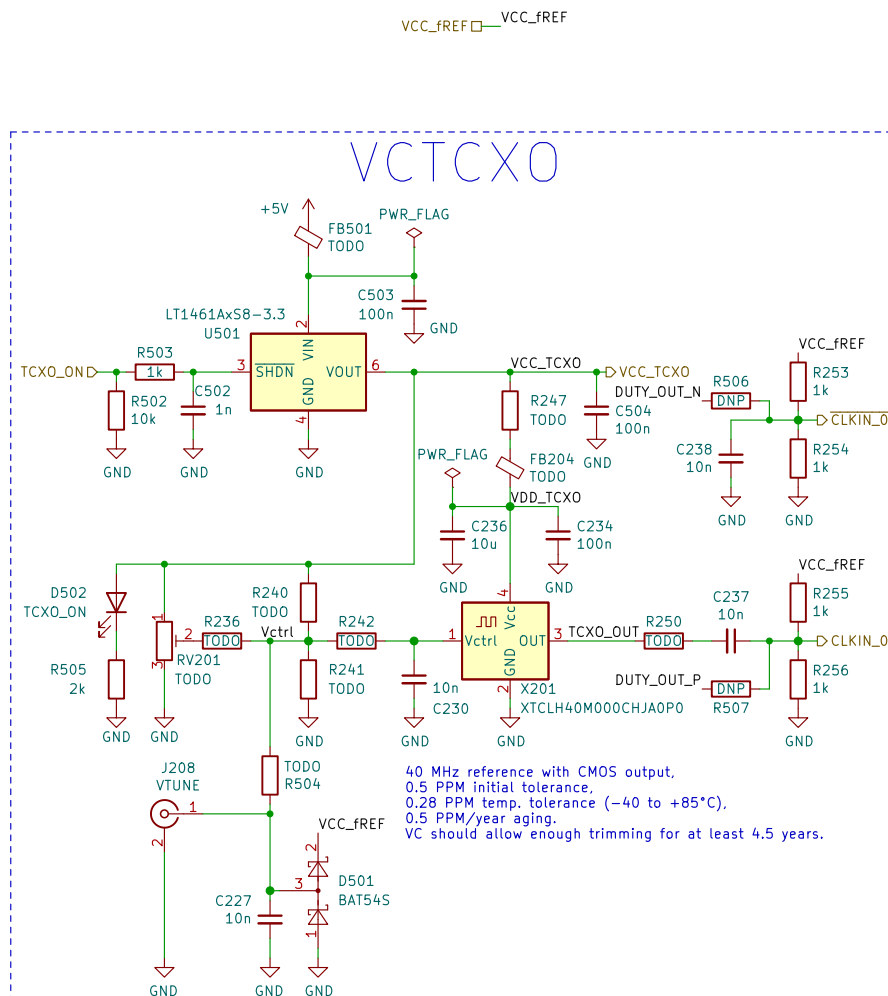 VCC_fREF VCC_fREF
VCTCXO
+5V
PWR_FLAG
FB501
TODO
C503
100n
GND
LT1461AxS8-3.3
U501
2
VIN
3
SHDN
VOUT
6
GND
4
GND
TCXO_ON
R503
1k
R502
10k
GND
C502
1n
GND
VCC_TCXO
VCC_TCXO
R247
TODO
C504
100n
GND
PWR_FLAG
FB204
TODO
VDD_TCXO
C236
10u
GND
C234
100n
GND
VCC_fREF
R506
DNP
DUTY_OUT_N
R253
1k
CLKIN_0
C238
10n
GND
R254
1k
GND
D502
TCXO_ON
R505
2k
GND
1
2
3
RV201
TODO
GND
R236
TODO
Vctrl
R240
TODO
R241
TODO
GND
R242
TODO
10n
C230
GND
4
Vcc
1
Vctrl
OUT
3
GND
2
X201
XTCLH40M000CHJA0P0
GND
TCXO_OUT
R250
TODO
C237
10n
VCC_fREF
R255
1k
CLKIN_0
DUTY_OUT_P
DNP
R507
R256
1k
GND
J208
VTUNE
1
2
GND
TODO
R504
40 MHz reference with CMOS output,
0.5 PPM initial tolerance,
0.28 PPM temp. tolerance (-40 to +85°C),
0.5 PPM/year aging.
VC should allow enough trimming for at least 4.5 years.
VCC_fREF
2
3
D501
BAT54S
1
C227
10n
GND
GND